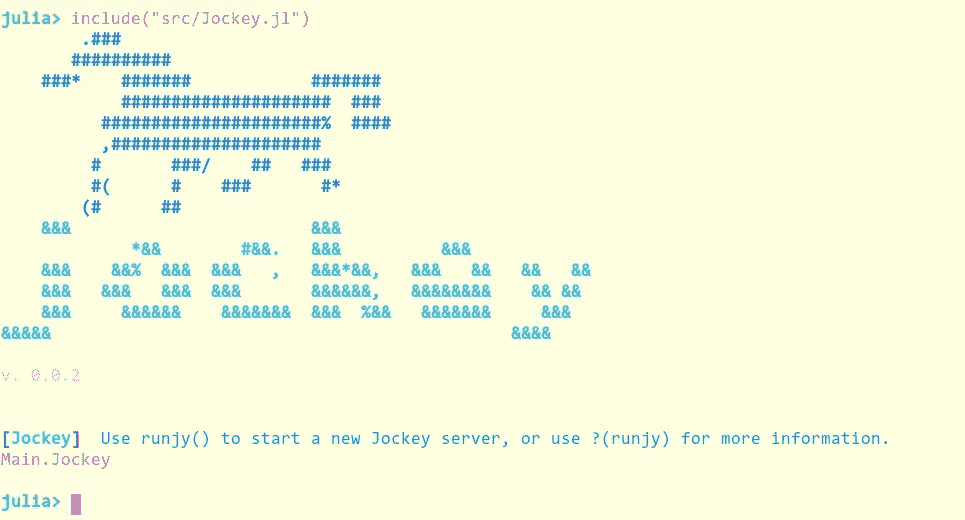 julia> include("src/Jockey.jl")
        .###
       ##########
    ###*    #######            #######
            #####################  ###
          ######################%  ####
          ,#####################
         #       ###/    ##   ###
         #(      #    ###       #*
        (#      ##
    &&&                        &&&
             *&&        #&&.   &&&          &&&
    &&&    &&%  &&&  &&&   ,   &&&*&&,   &&&   &&   &&   &&
    &&&   &&&   &&&  &&&       &&&&&&,   &&&&&&&&    && &&
    &&&     &&&&&&    &&&&&&&  &&&  %&&   &&&&&&&     &&&
&&&&&                                              &&&&
v. 0.0.2
[Jockey]  Use runjy() to start a new Jockey server, or use ?(runjy) for more information.
Main.Jockey
julia>